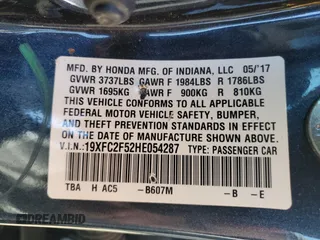 MFD. BY HONDA MFG. OF INDIANA, LLC 05/'17
GVWR 3737LBS GAWR F 1984LBS R 1786LBS
GVWR 1695KG GAWR F 900KG R 810KG
THIS VEHICLE CONFORMS TO ALL APPLICABLE
FEDERAL MOTOR VEHICLE SAFETY, BUMPER,
AND THEFT PREVENTION STANDARDS IN EFFECT ON THE
DATE OF MANUFACTURE SHOWN ABOVE.
V.I.N.:19XFC2F52HE054287 TYPE: PASSENGER CAR
TBA H AC5 -B607M -B -E
DREAMBID